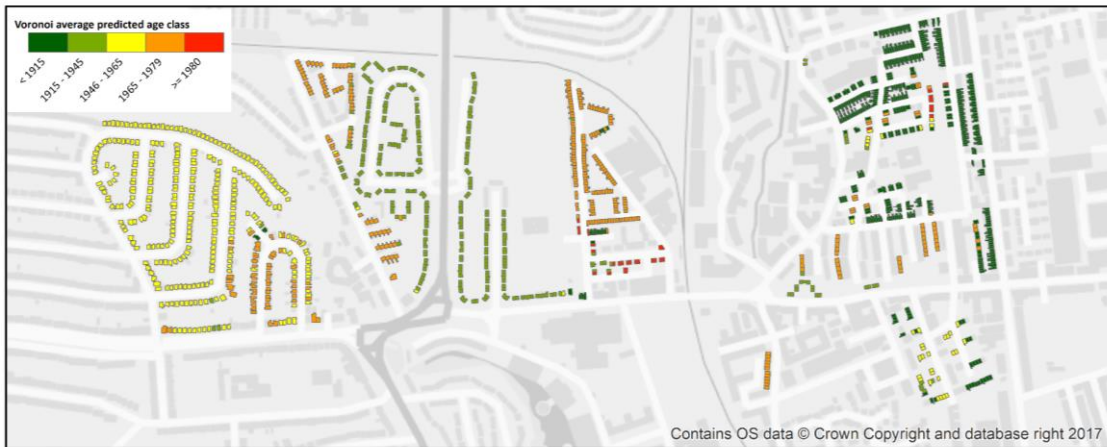 Voronoi average predicted age class
< 1915
1915 - 1945
1946 - 1965
1965 - 1979
>= 1980
Contains OS data © Crown Copyright and database right 2017